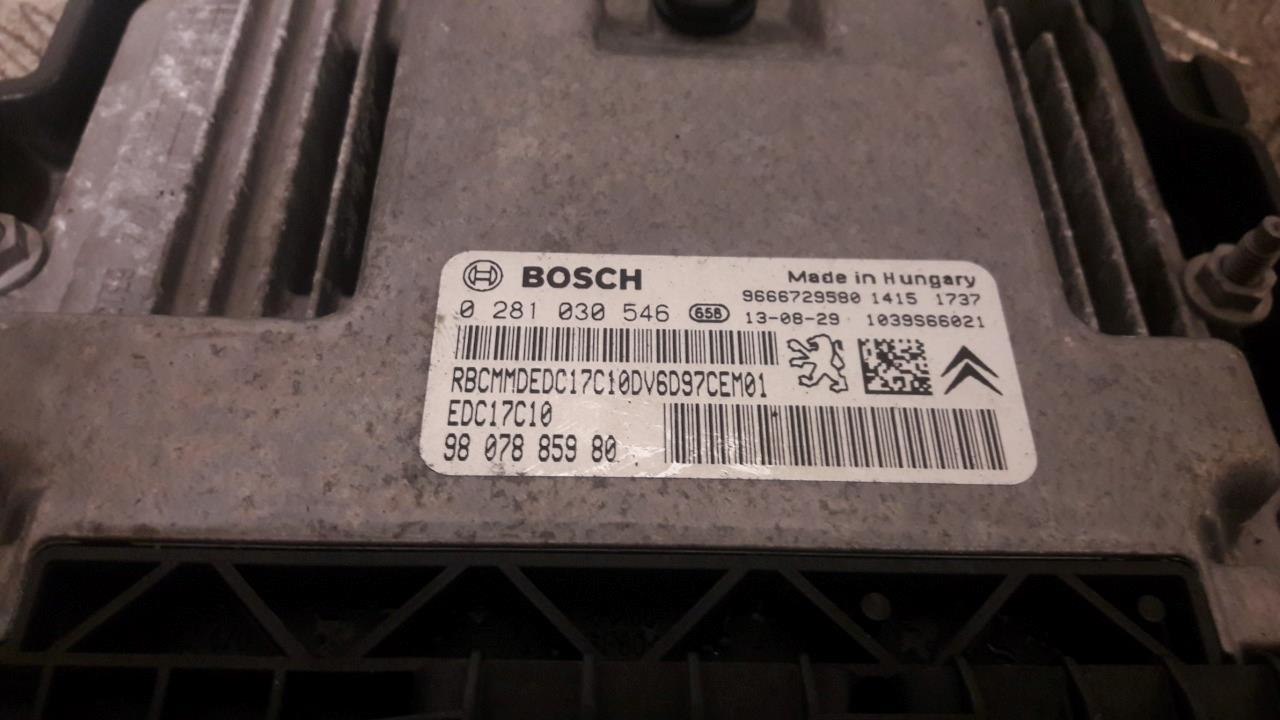 BOSCH
Made in Hungary
9666729580 1415 1737
0 281 030 546 658 13-08-29 1039S66021
RBCMMDEDC17C10DV6D97CEM01
EDC17C10
98 078 859 80